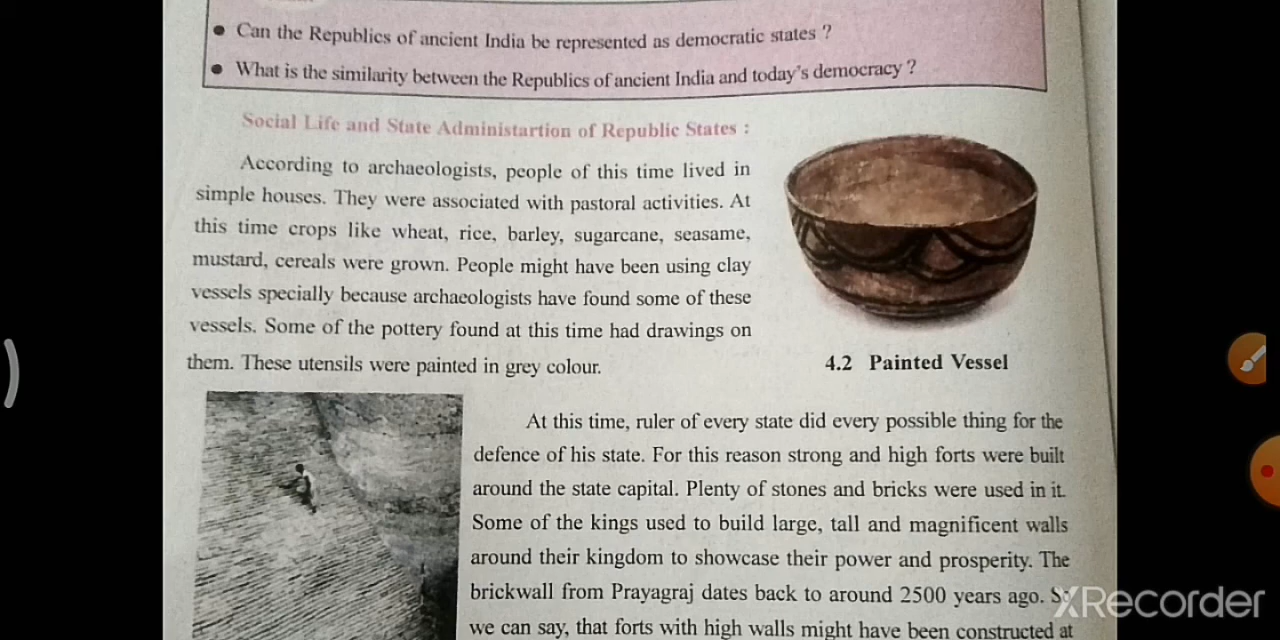 • Can the Republics of ancient India be represented as democratic states ?
• What is the similarity between the Republics of ancient India and today's democracy ?
Social Life and State Administartion of Republic States :
According to archaeologists, people of this time lived in
simple houses. They were associated with pastoral activities. At
this time crops like wheat, rice, barley, sugarcane, seasame,
mustard, cereals were grown. People might have been using clay
vessels specially because archaeologists have found some of these
vessels. Some of the pottery found at this time had drawings on
them. These utensils were painted in grey colour.
4.2 Painted Vessel
At this time, ruler of every state did every possible thing for the
defence of his state. For this reason strong and high forts were built
around the state capital. Plenty of stones and bricks were used in it.
Some of the kings used to build large, tall and magnificent walls
around their kingdom to showcase their power and prosperity. The
brickwall from Prayagraj dates back to around 2500 years ago.
we can say, that forts with high walls might have been constructed at
XRecorder